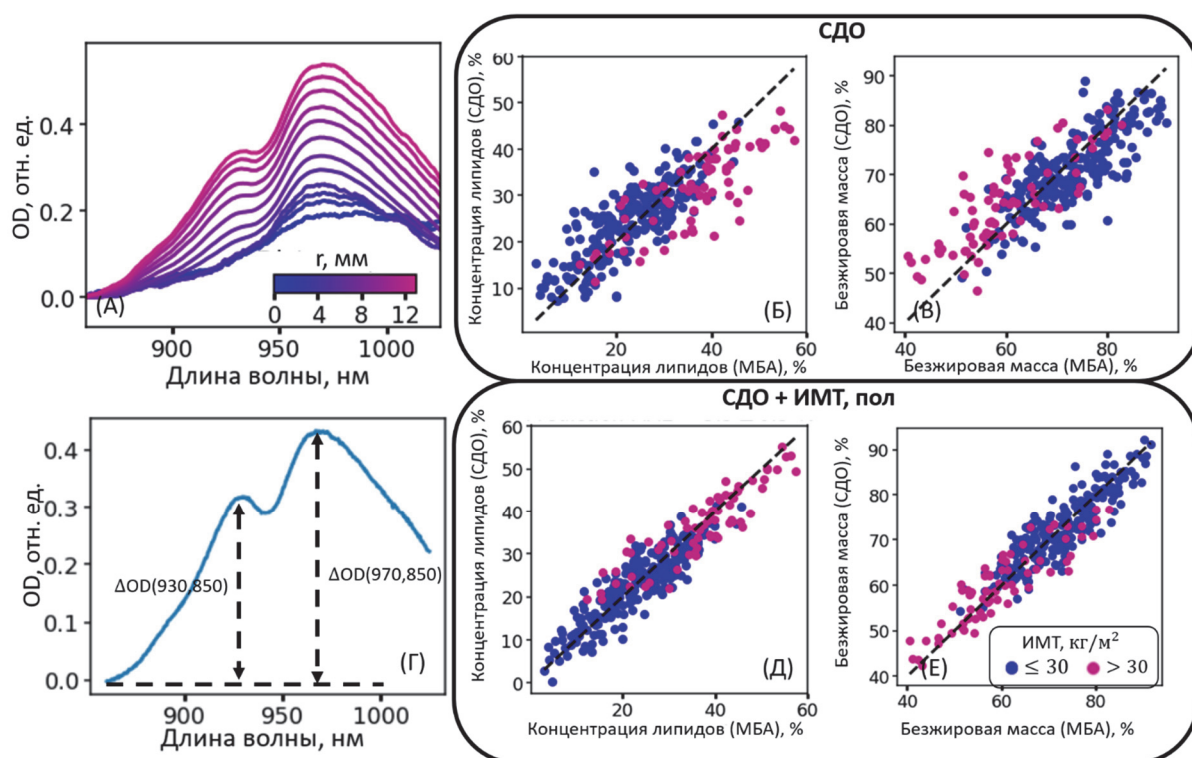 СДО
OD, отн. ед.
0.4
0.2
0.0
(А)
r, мм
0 4 8 12
900 950 1000
Длина волны, нм
Концентрация липидов (СДО), %
60
50
40
30
20
10
(Б)
20 40 60
Концентрация липидов (МБА), %
Безжировая масса (СДО), %
90
80
70
60
50
40
(В)
40 60 80
Безжировая масса (МБА), %
СДО + ИМТ, пол
OD, отн. ед.
0.4
0.3
0.2
0.1
0.0
ΔOD(930,850)
ΔOD(970,850)
(Г)
900 950 1000
Длина волны, нм
Концентрация липидов (СДО), %
60
50
40
30
20
10
0
(Д)
20 40 60
Концентрация липидов (МБА), %
Безжировая масса (СДО), %
90
80
70
60
50
40
(Е)
ИМТ, кг/м²
≤ 30 > 30
40 60 80
Безжировая масса (МБА), %